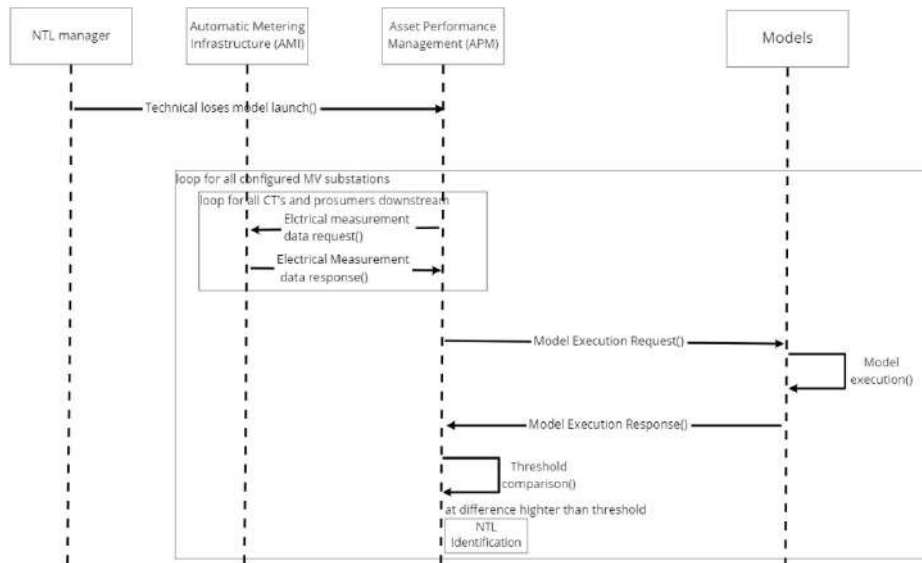 NTL manager
Automatic Metering
Infrastructure (AMI)
Asset Performance
Management (APM)
Models
Technical loses model launch()
loop for all configured MV substations
loop for all CT's and prosumers downstream
Elctrical measurement
data request()
Electrical Measurement
data response()
Model Execution Request()
Model
execution()
Model Execution Response()
Threshold
comparison()
at difference highter than threshold
NTL
Identification